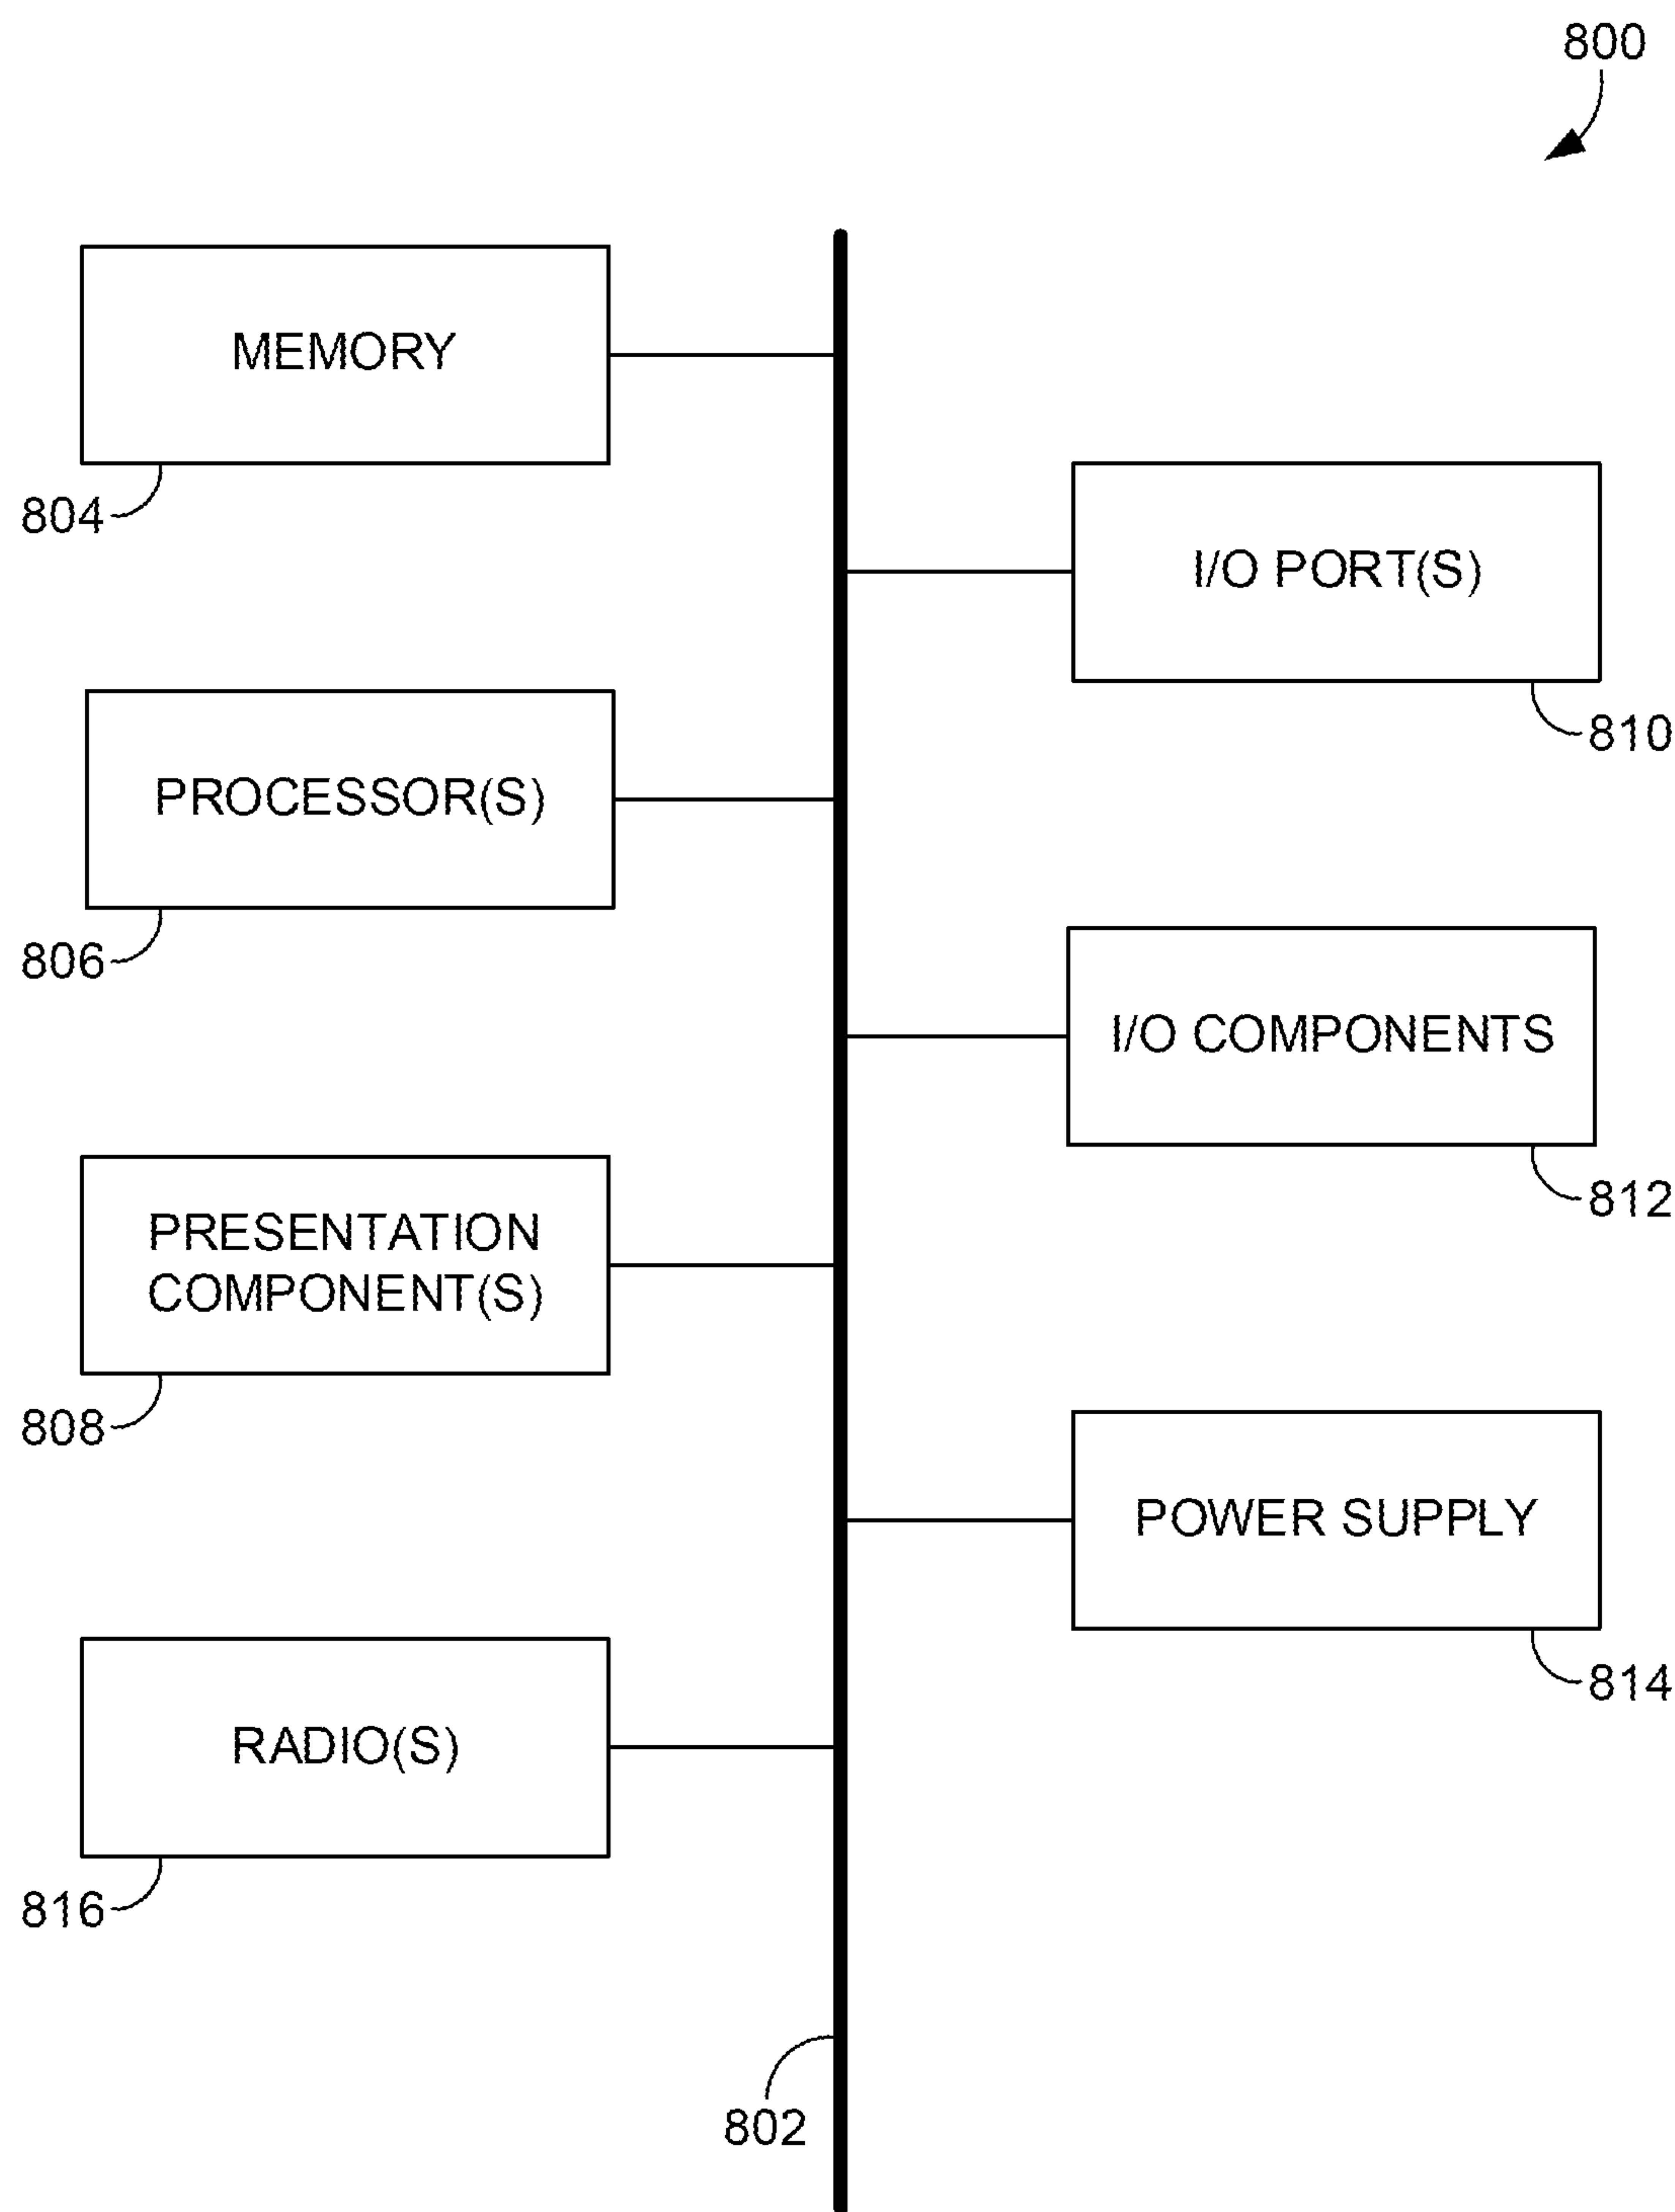 800
MEMORY
804
I/O PORT(S)
810
PROCESSOR(S)
806
I/O COMPONENTS
812
PRESENTATION
COMPONENT(S)
808
POWER SUPPLY
814
RADIO(S)
816
802